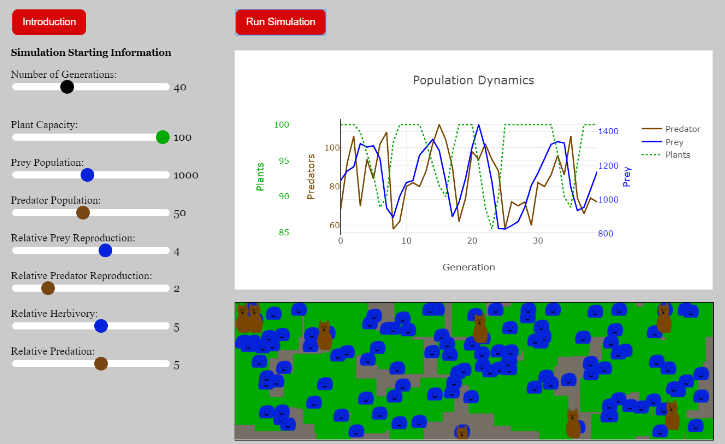 Introduction
Run Simulation
Simulation Starting Information
Number of Generations:
40
Plant Capacity:
100
Prey Population:
1000
Predator Population:
50
Relative Prey Reproduction:
4
Relative Predator Reproduction:
2
Relative Herbivory:
5
Relative Predation:
5
Population Dynamics
Plants
100
95
90
85
Predators
100
80
60
0
10
20
30
Generation
1400
1200
1000
800
Prey
Predator
Prey
Plants